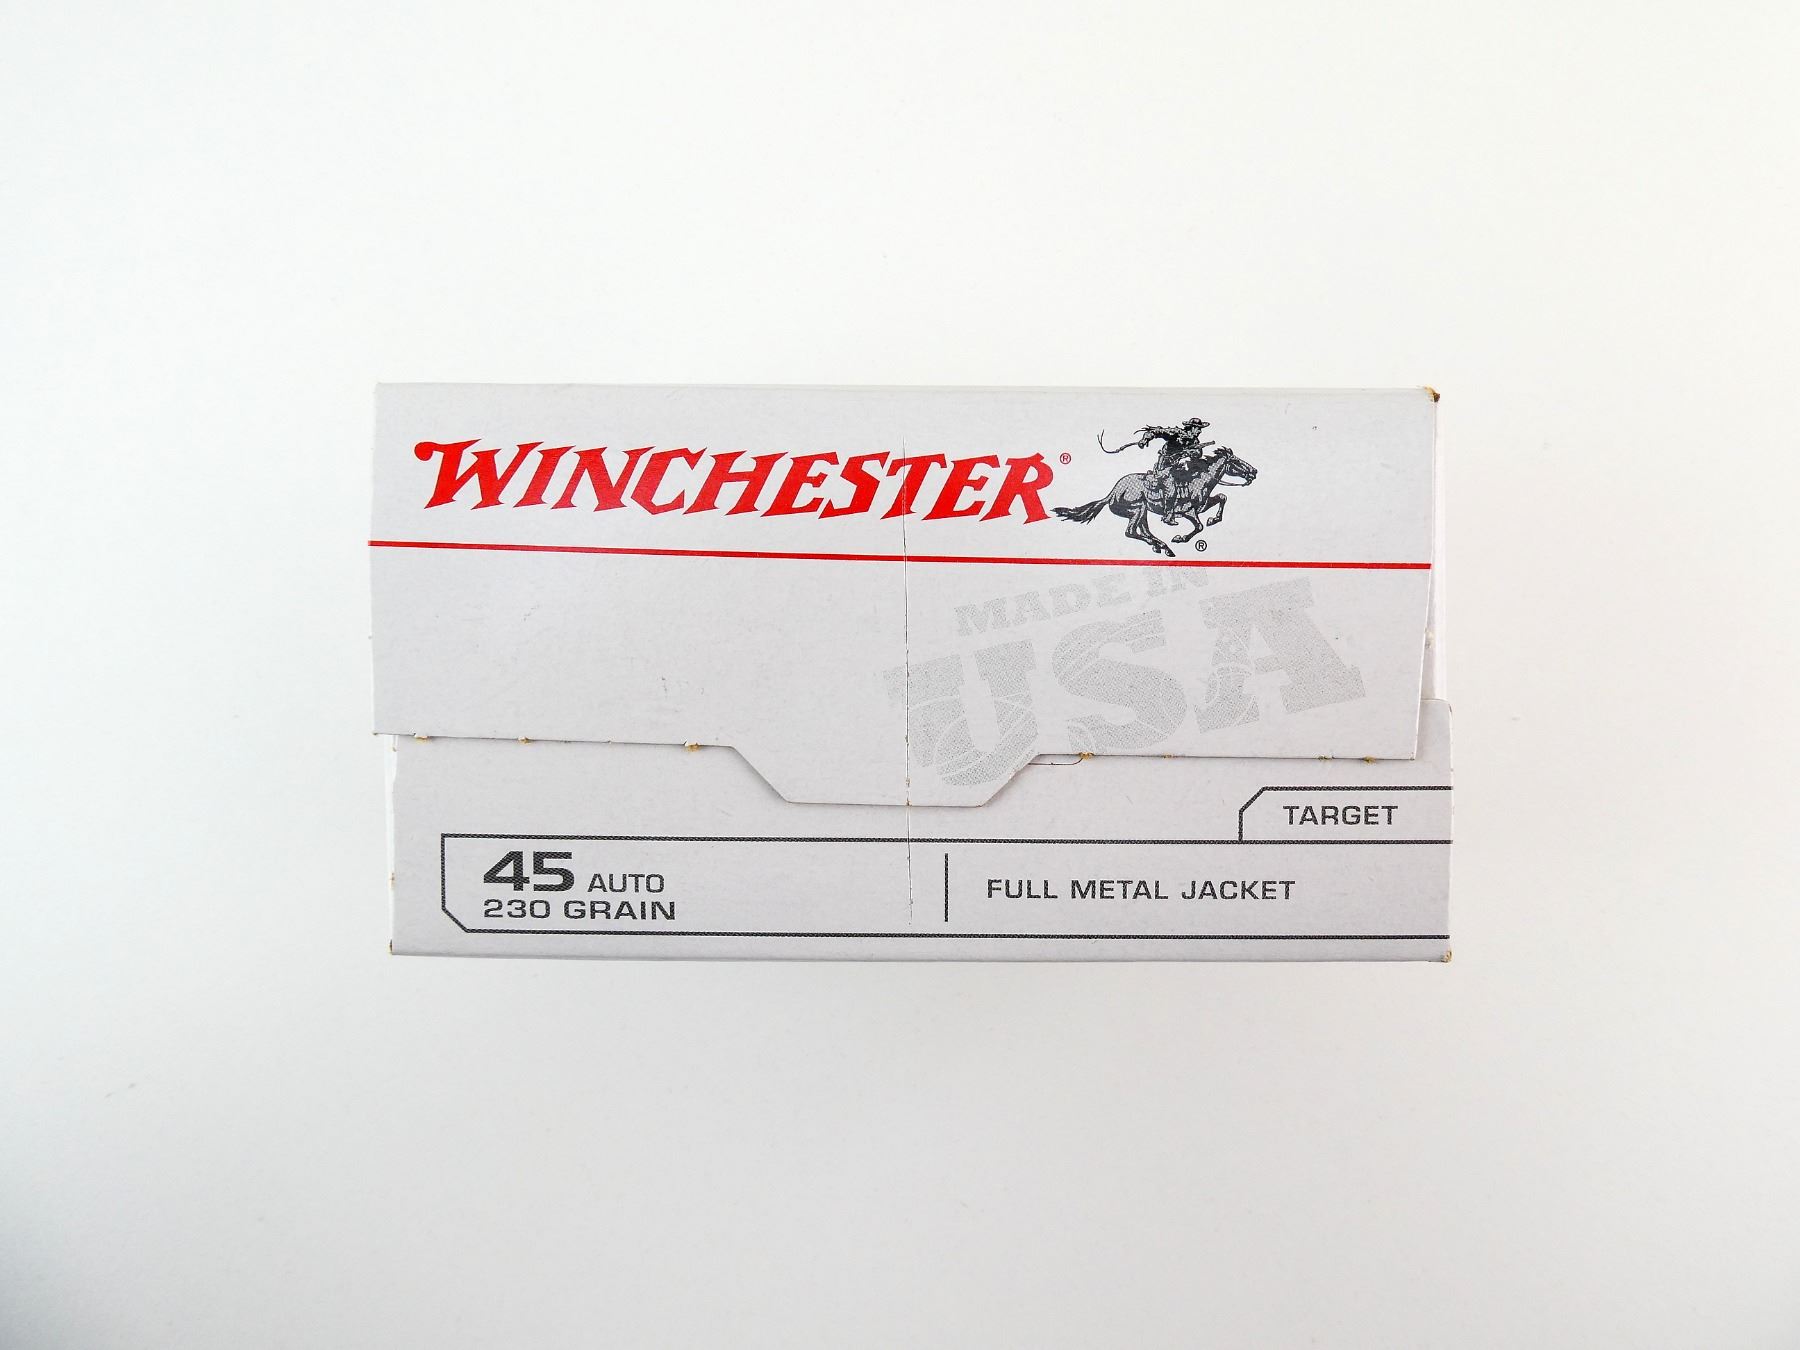 WINCHESTER®
®
MADE IN
USA
TARGET
45 AUTO
230 GRAIN
FULL METAL JACKET